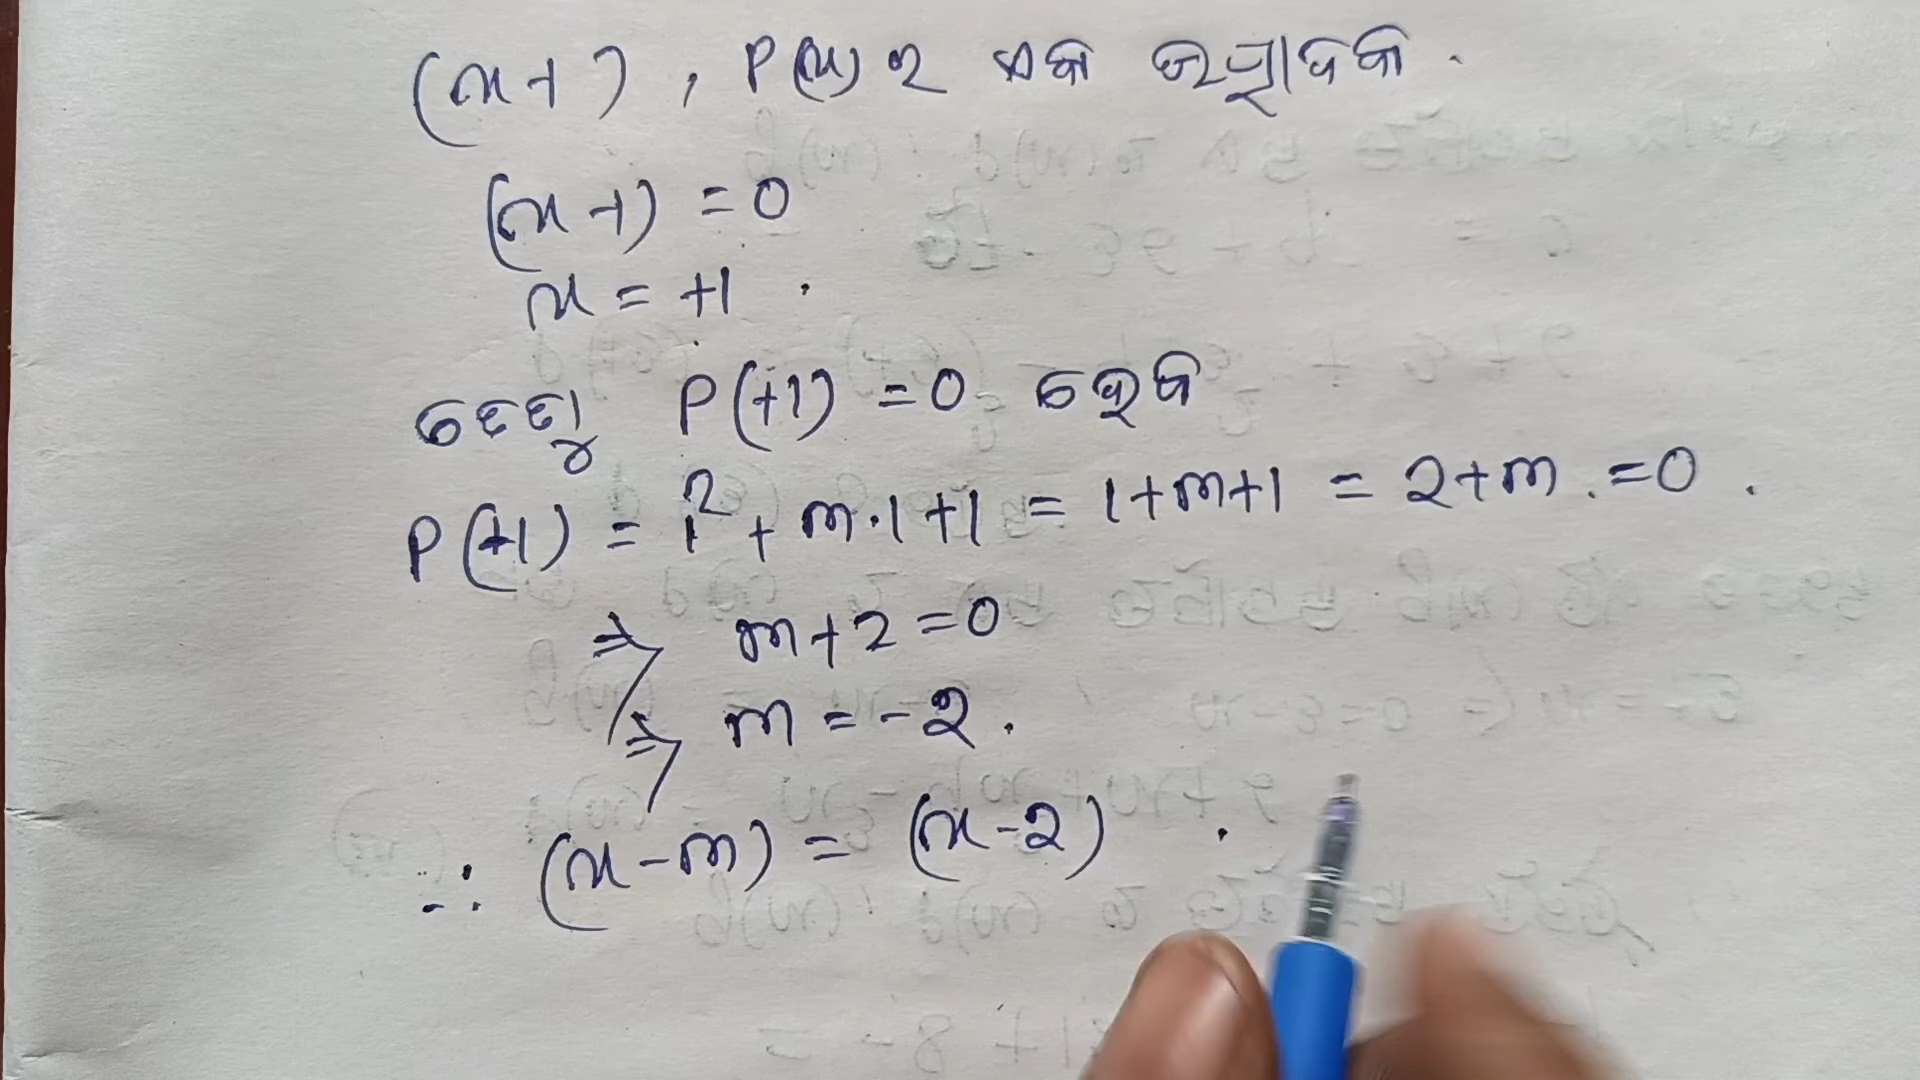 (x-1), P(x) ର ଏକ ଉତ୍ପାଦକ.
(x-1) = 0
x = +1.
ତେଣୁ P(+1) = 0 ହେବ
P(+1) = 1² + m.1+1 = 1+m+1 = 2+m. = 0.
⇒ m+2=0
⇒ m = -2.
∴ (x-m) = (x-2)